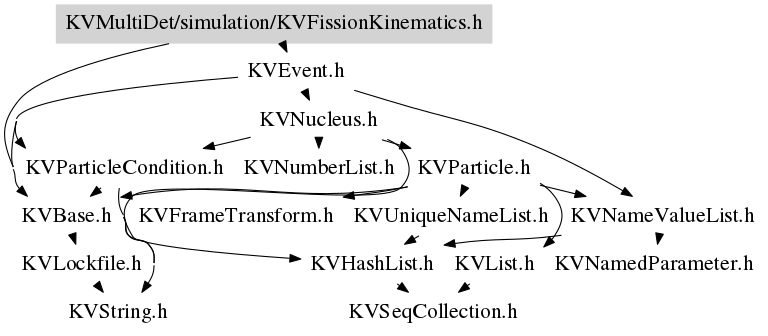 KVMultiDet/simulation/KVFissionKinematics.h
KVEvent.h
KVNucleus.h
KVParticleCondition.h KVNumberList.h KVParticle.h
KVBase.h KVFrameTransform.h KVUniqueNameList.h KVNameValueList.h
KVLockfile.h KVHashList.h KVList.h KVNamedParameter.h
KVString.h KVSeqCollection.h